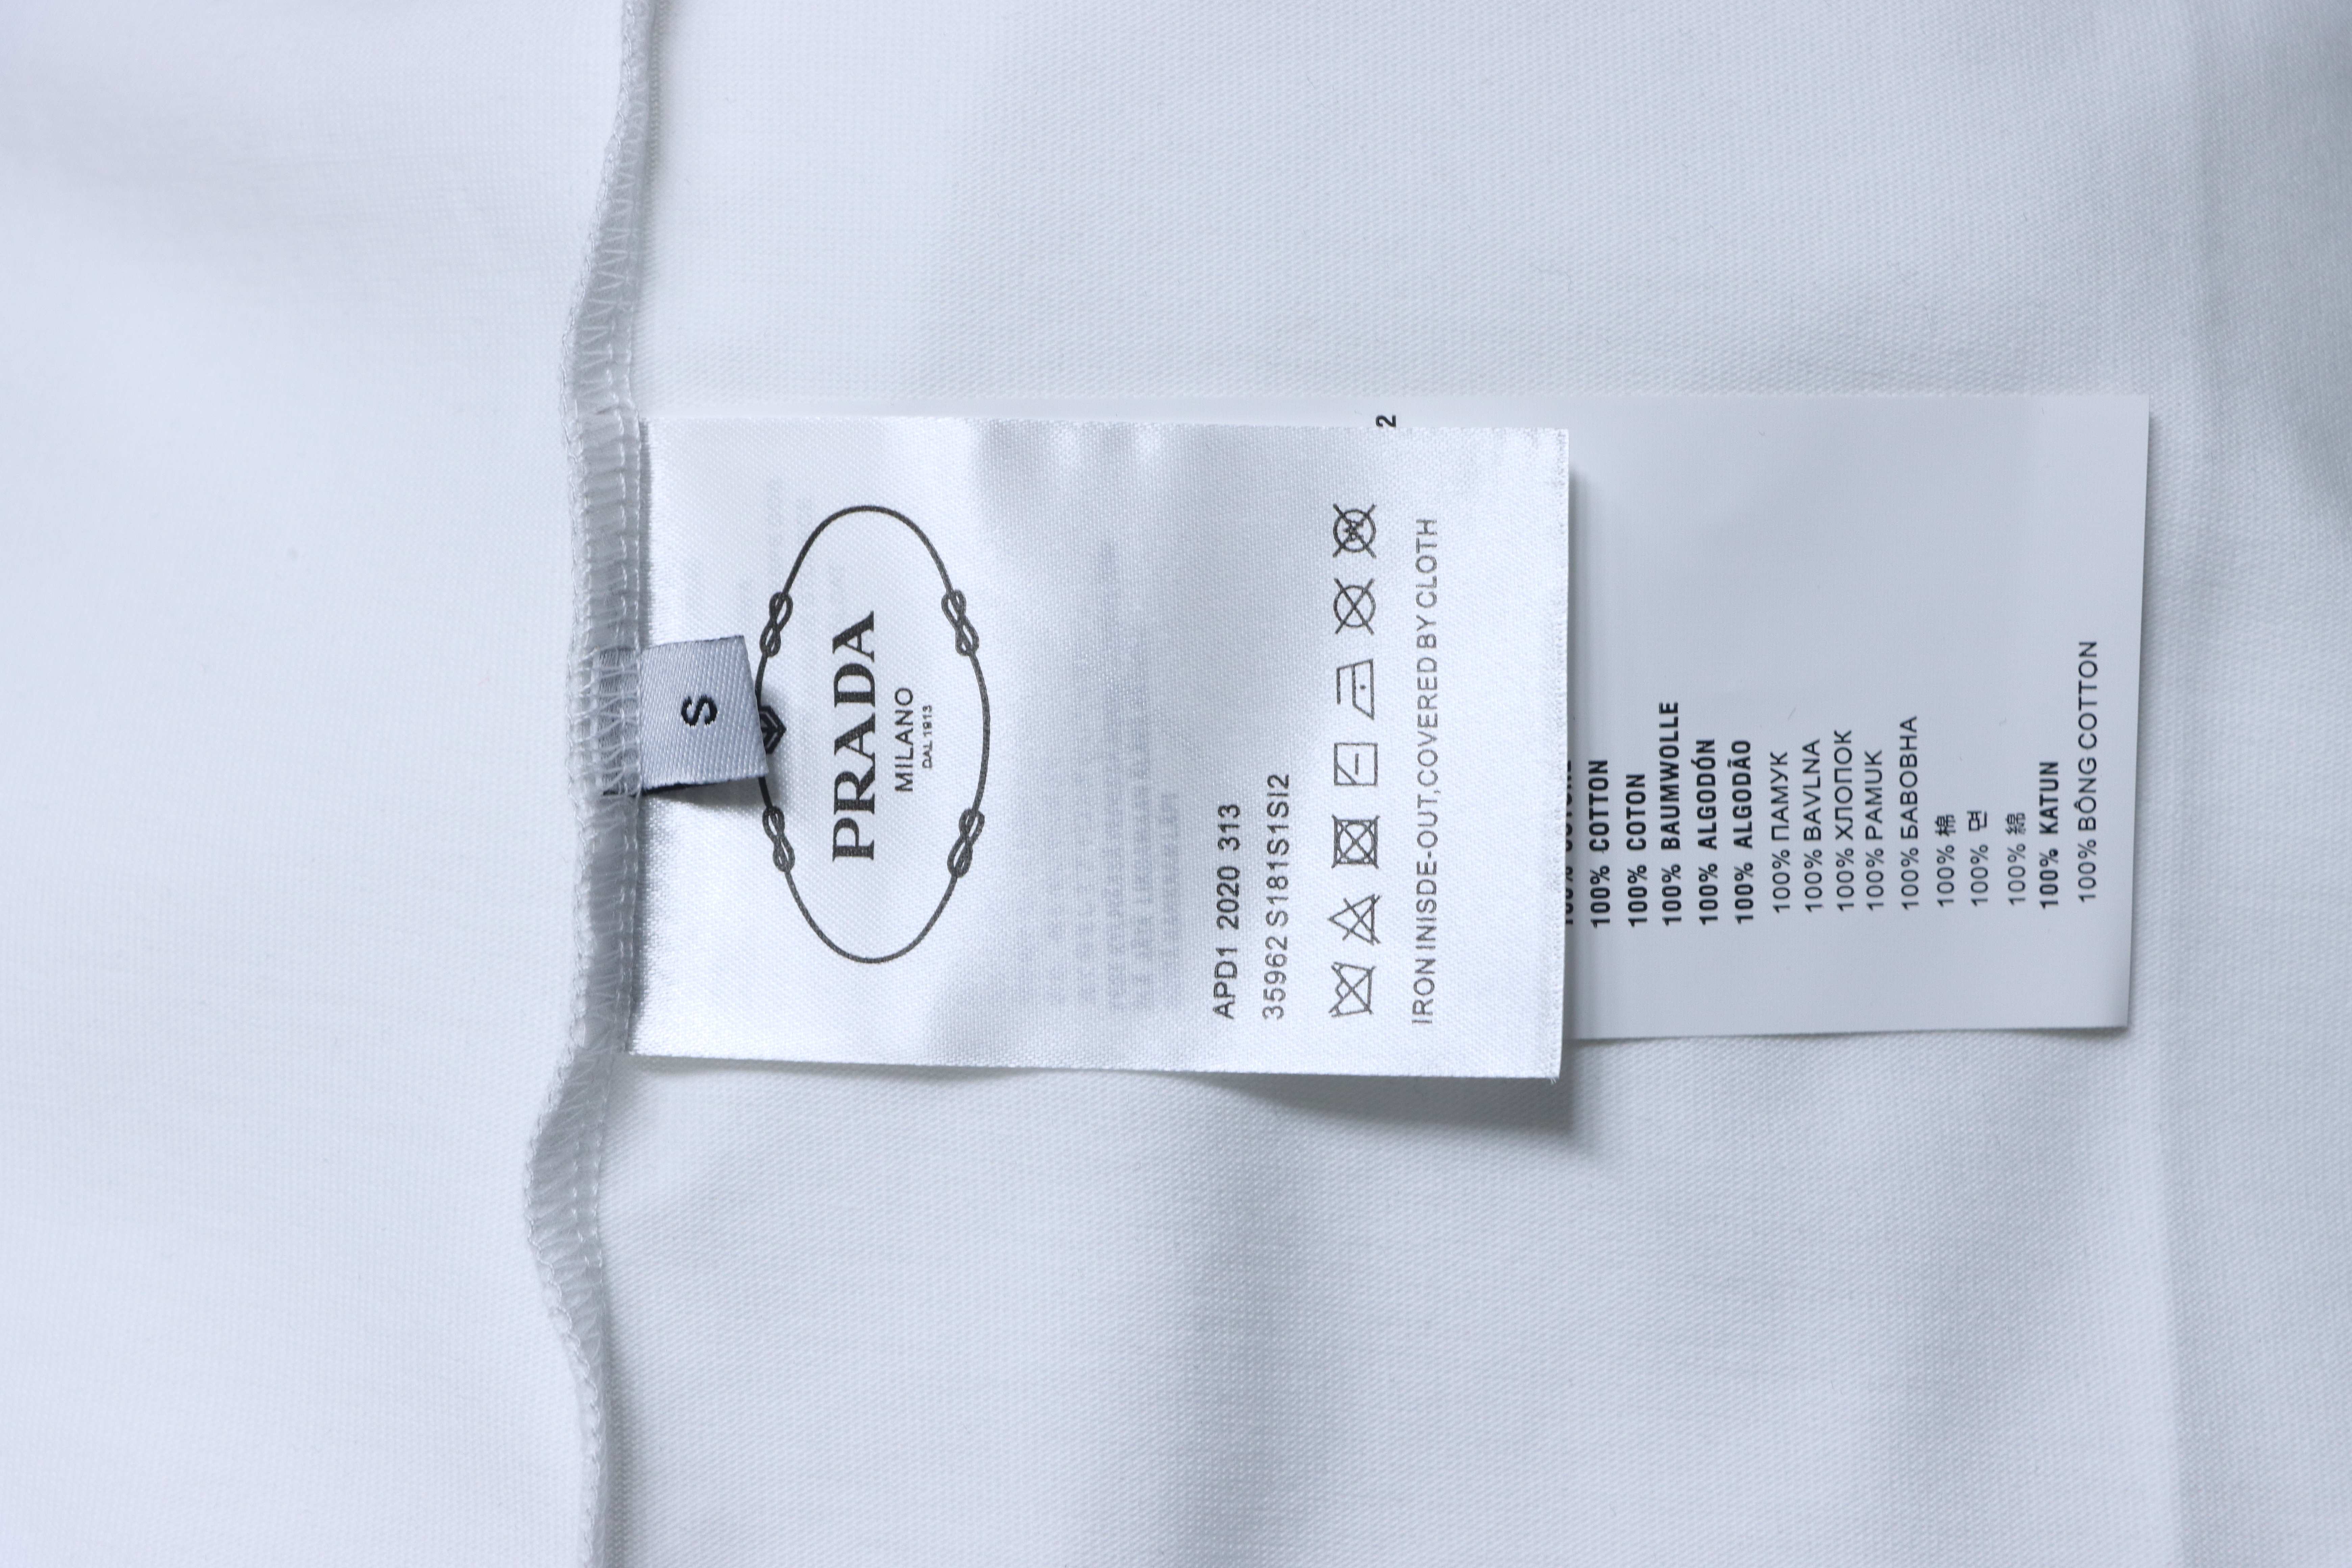 S
PRADA
MILANO
DAL 1913
APD1 2020 313
35962 S181S1SI2
IRON INISDE-OUT,COVERED BY CLOTH
2
100% COTTON
100% COTON
100% BAUMWOLLE
100% ALGODÓN
100% ALGODÃO
100% ПАМУК
100% BAVLNA
100% ХЛОПОК
100% PAMUK
100% БАВОВНА
100% 棉
100% 면
100% 綿
100% KATUN
100% BÔNG COTTON